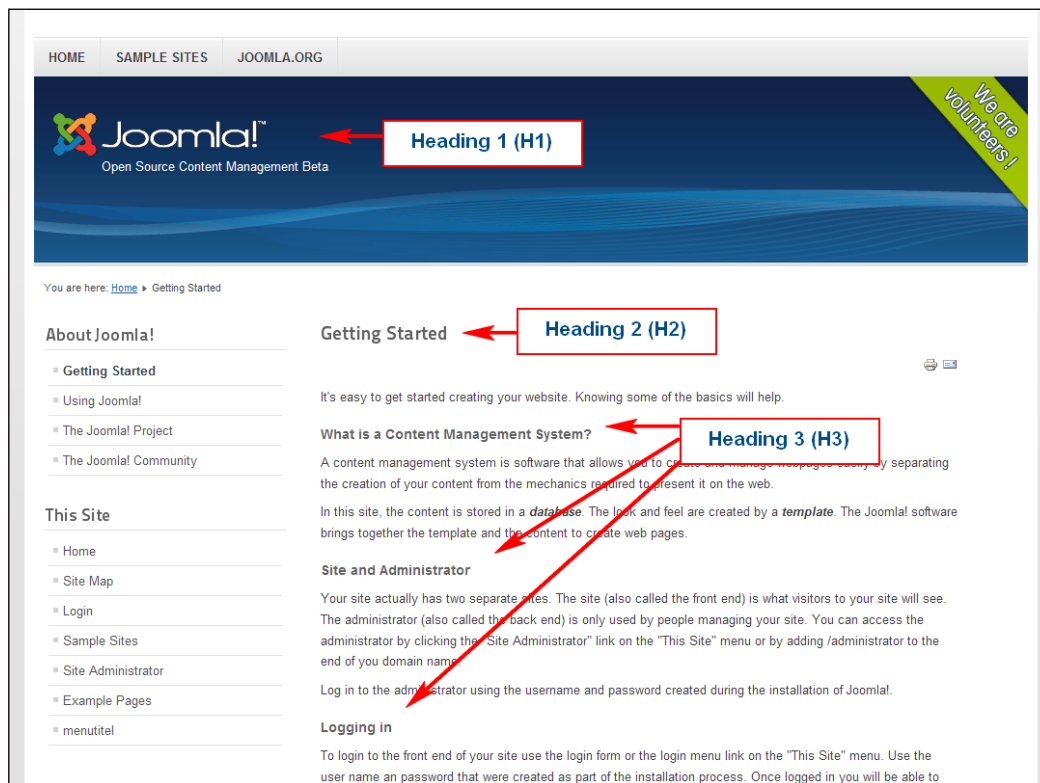 HOME SAMPLE SITES JOOMLA.ORG
Joomla!™
Open Source Content Management Beta
Heading 1 (H1)
We are
volunteers!
You are here: Home Getting Started
About Joomla!
Getting Started
Using Joomla!
The Joomla! Project
The Joomla! Community
This Site
Home
Site Map
Login
Sample Sites
Site Administrator
Example Pages
menutitel
Getting Started
Heading 2 (H2)
It's easy to get started creating your website. Knowing some of the basics will help.
What is a Content Management System?
Heading 3 (H3)
A content management system is software that allows you to create and manage webpages easily by separating
the creation of your content from the mechanics required to present it on the web.
In this site, the content is stored in a database. The look and feel are created by a template. The Joomla! software
brings together the template and the content to create web pages.
Site and Administrator
Your site actually has two separate sites. The site (also called the front end) is what visitors to your site will see.
The administrator (also called the back end) is only used by people managing your site. You can access the
administrator by clicking the "Site Administrator" link on the "This Site" menu or by adding /administrator to the
end of you domain name.
Log in to the administrator using the username and password created during the installation of Joomla!.
Logging in
To login to the front end of your site use the login form or the login menu link on the "This Site" menu. Use the
user name an password that were created as part of the installation process. Once logged in you will be able to